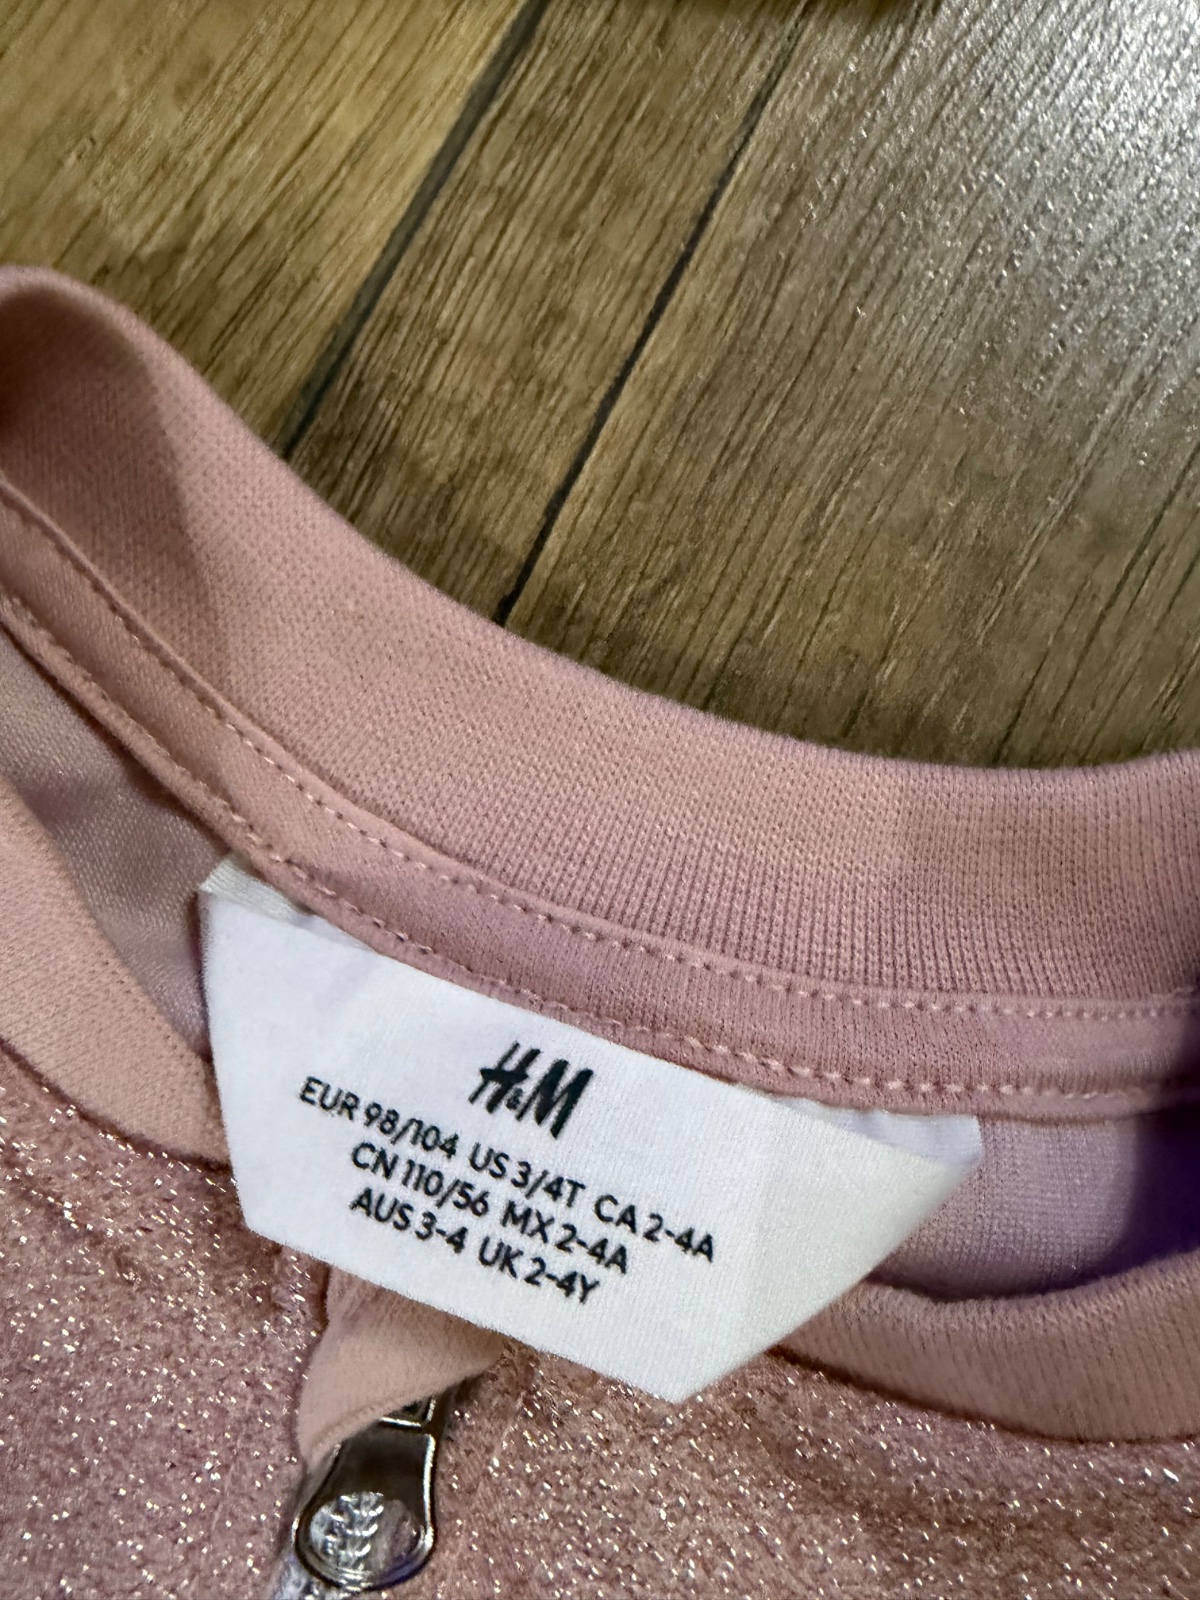 H&M
EUR 98/104 US 3/4T CA 2-4A
CN 110/56 MX 2-4A
AUS 3-4 UK 2-4Y